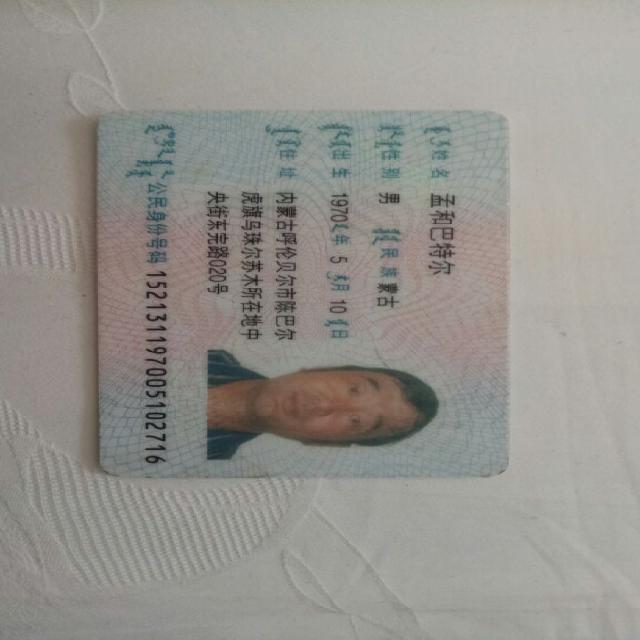 姓名 孟和巴特尔
性别 男 民族 蒙古
出生 1970 年 5 月 10 日
住址 内蒙古呼伦贝尔市陈巴尔
虎旗乌珠尔苏木所在地中
央街 020号
公民身份号码 152131197005102716